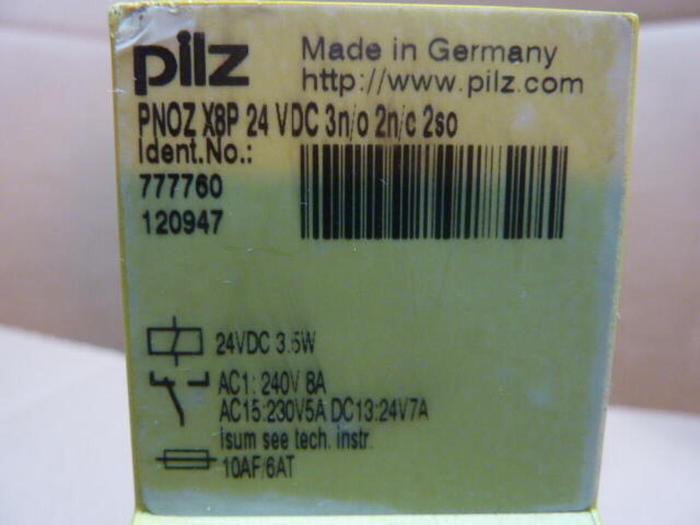 pilz
Made in Germany
http://www.pilz.com
PNOZ X8P 24 VDC 3n/o 2n/c 2so
Ident.No.:
777760
120947
24VDC 3.5W
AC1: 240V 8A
AC15:230V5A DC13:24V7A
Isum see tech. instr.
10AF/6AT